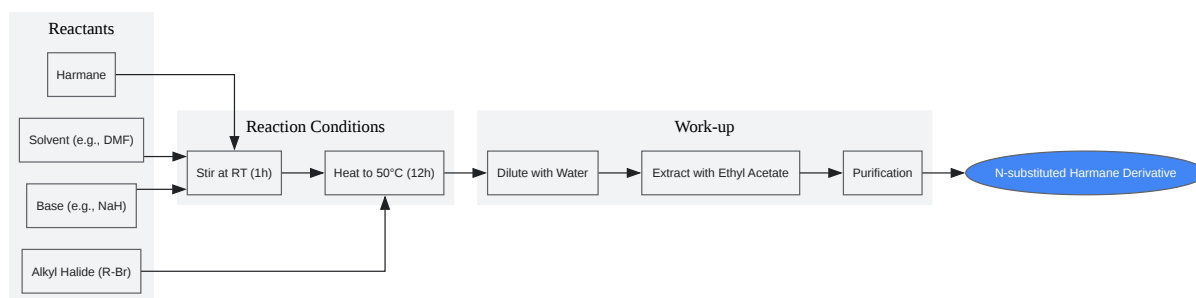 Reactants
Harmane
Solvent (e.g., DMF)
Base (e.g., NaH)
Alkyl Halide (R-Br)
Reaction Conditions
Stir at RT (1h)
Heat to 50°C (12h)
Work-up
Dilute with Water
Extract with Ethyl Acetate
Purification
N-substituted Harmane Derivative